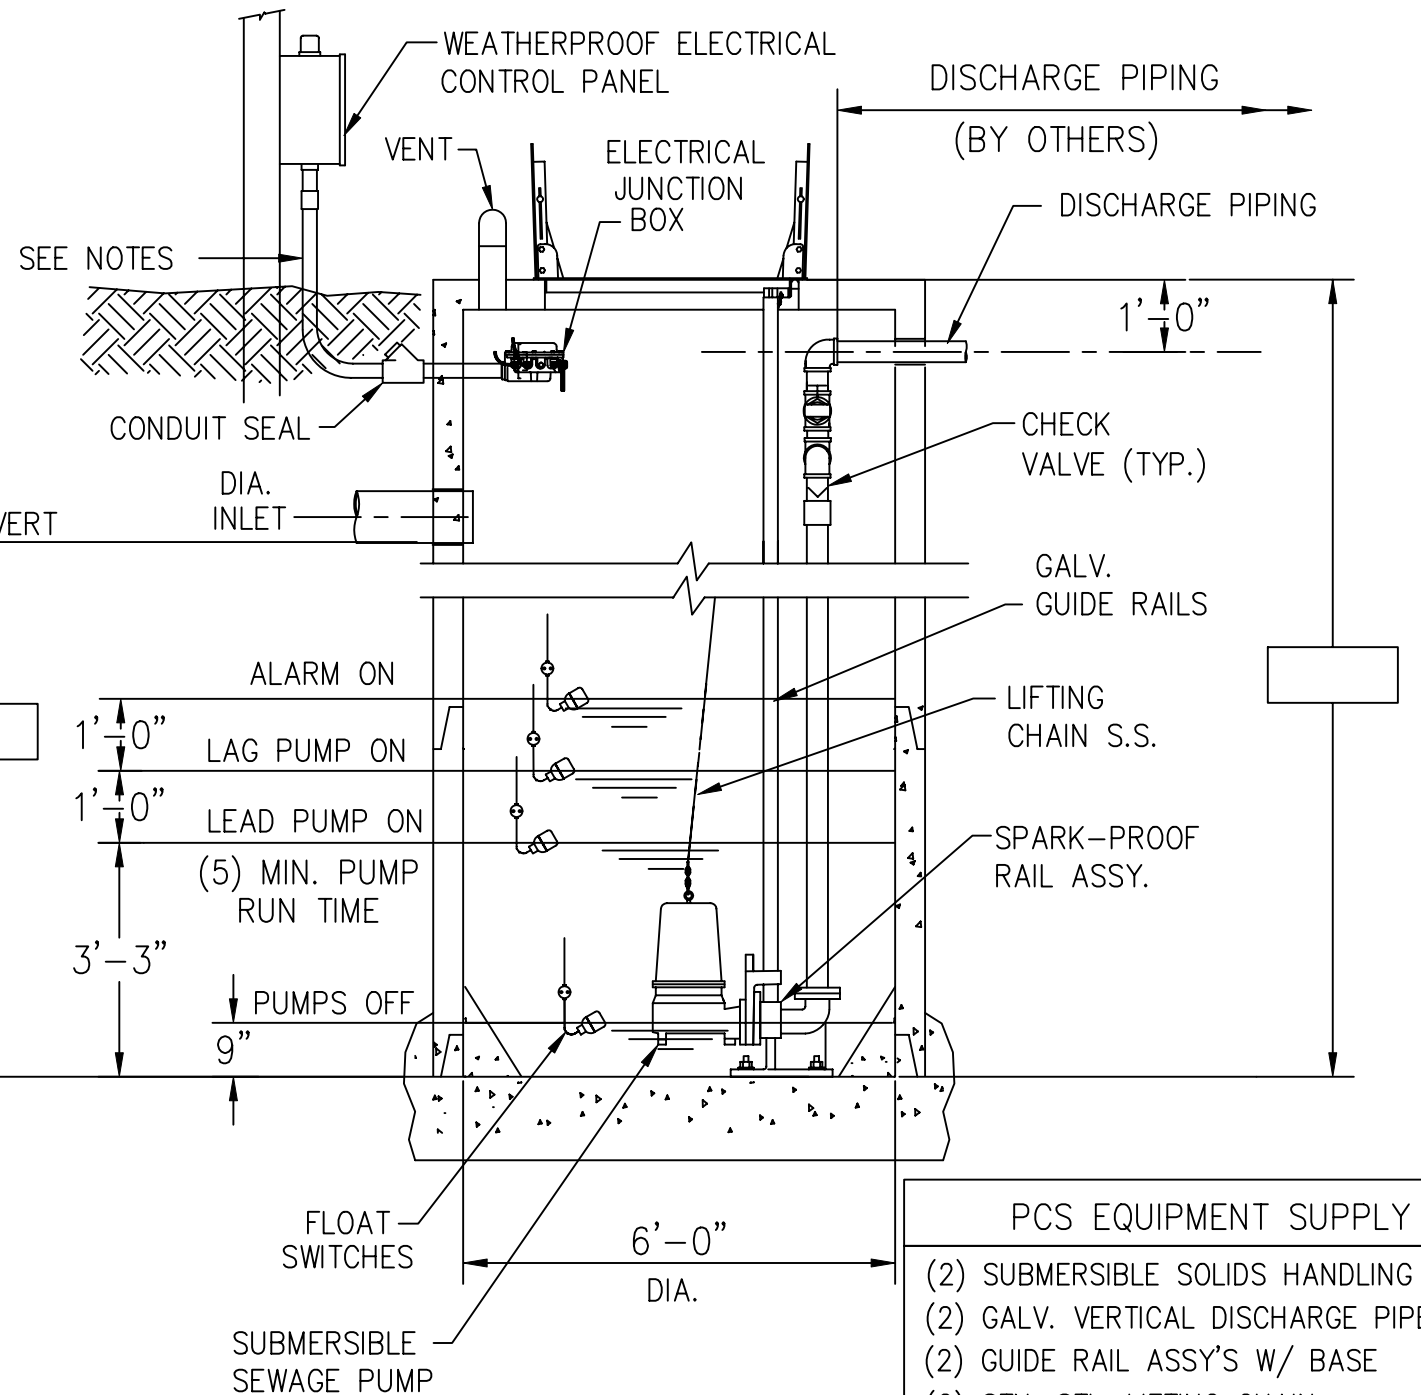 WEATHERPROOF ELECTRICAL
CONTROL PANEL
DISCHARGE PIPING
(BY OTHERS)
VENT
ELECTRICAL
JUNCTION
BOX
DISCHARGE PIPING
SEE NOTES
1'-0"
CONDUIT SEAL
CHECK
VALVE (TYP.)
DIA.
INLET
GALV.
GUIDE RAILS
ALARM ON
1'-0"
LIFTING
CHAIN S.S.
LAG PUMP ON
1'-0"
LEAD PUMP ON
(5) MIN. PUMP
RUN TIME
SPARK-PROOF
RAIL ASSY.
3'-3"
PUMPS OFF
9"
FLOAT
SWITCHES
6'-0"
DIA.
SUBMERSIBLE
SEWAGE PUMP
PCS EQUIPMENT SUPPLY
(2) SUBMERSIBLE SOLIDS HANDLING
(2) GALV. VERTICAL DISCHARGE PIPE
(2) GUIDE RAIL ASSY'S W/ BASE